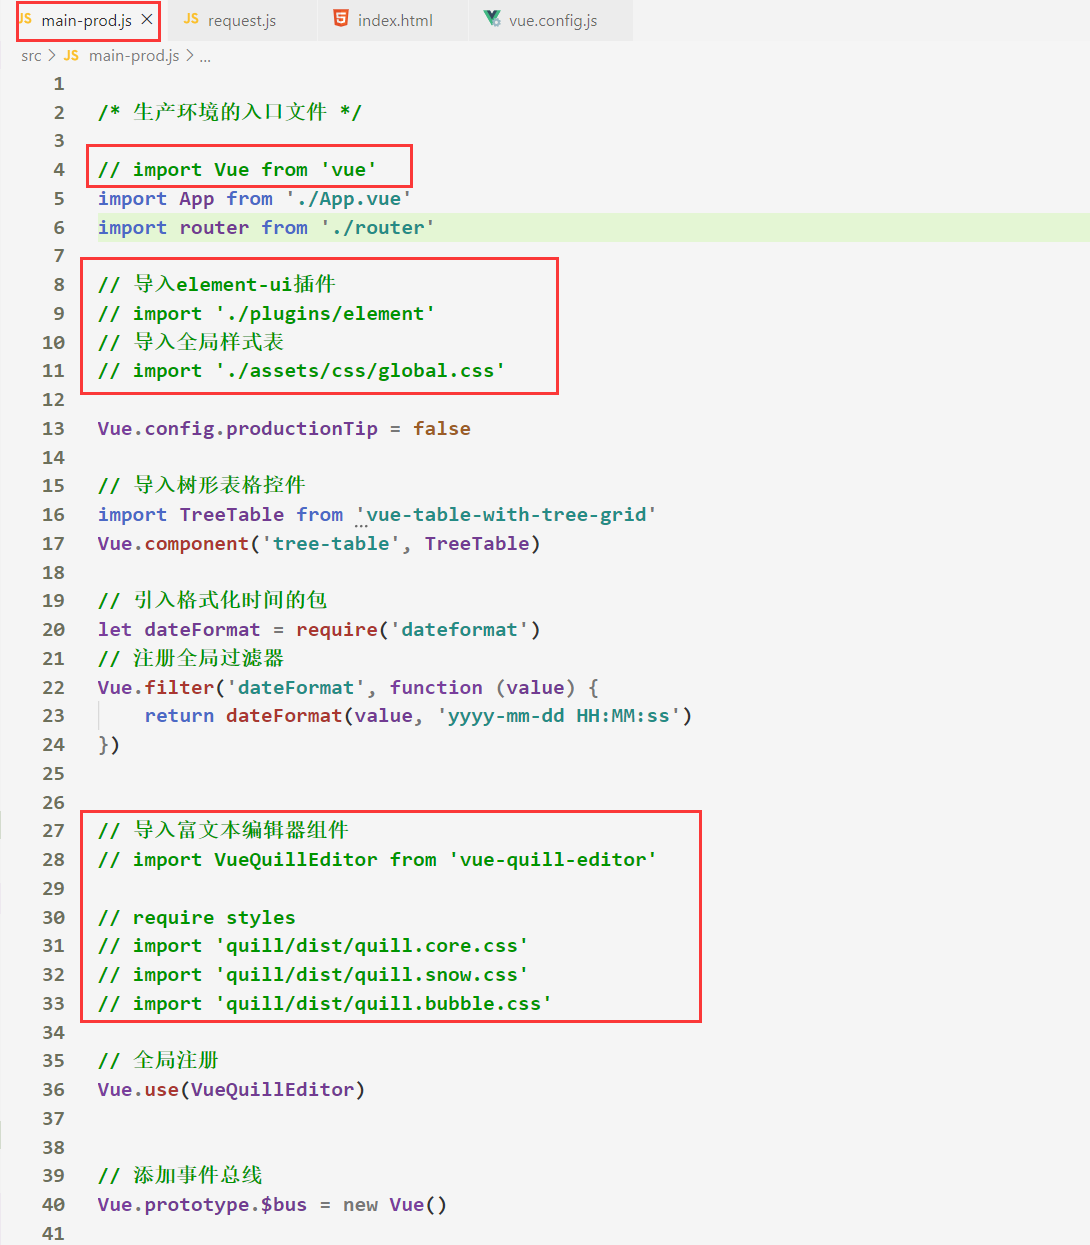 JS main-prod.js × JS request.js index.html vue.config.js
src > JS main-prod.js > ...
1
2 /* 生产环境的入口文件 */
3
4 // import Vue from 'vue'
5 import App from './App.vue'
6 import router from './router'
7
8 // 导入element-ui插件
9 // import './plugins/element'
10 // 导入全局样式表
11 // import './assets/css/global.css'
12
13 Vue.config.productionTip = false
14
15 // 导入树形表格控件
16 import TreeTable from 'vue-table-with-tree-grid'
17 Vue.component('tree-table', TreeTable)
18
19 // 引入格式化时间的包
20 let dateFormat = require('dateformat')
21 // 注册全局过滤器
22 Vue.filter('dateFormat', function (value) {
23 return dateFormat(value, 'yyyy-mm-dd HH:MM:ss')
24 })
25
26
27 // 导入富文本编辑器组件
28 // import VueQuillEditor from 'vue-quill-editor'
29
30 // require styles
31 // import 'quill/dist/quill.core.css'
32 // import 'quill/dist/quill.snow.css'
33 // import 'quill/dist/quill.bubble.css'
34
35 // 全局注册
36 Vue.use(VueQuillEditor)
37
38
39 // 添加事件总线
40 Vue.prototype.$bus = new Vue()
41